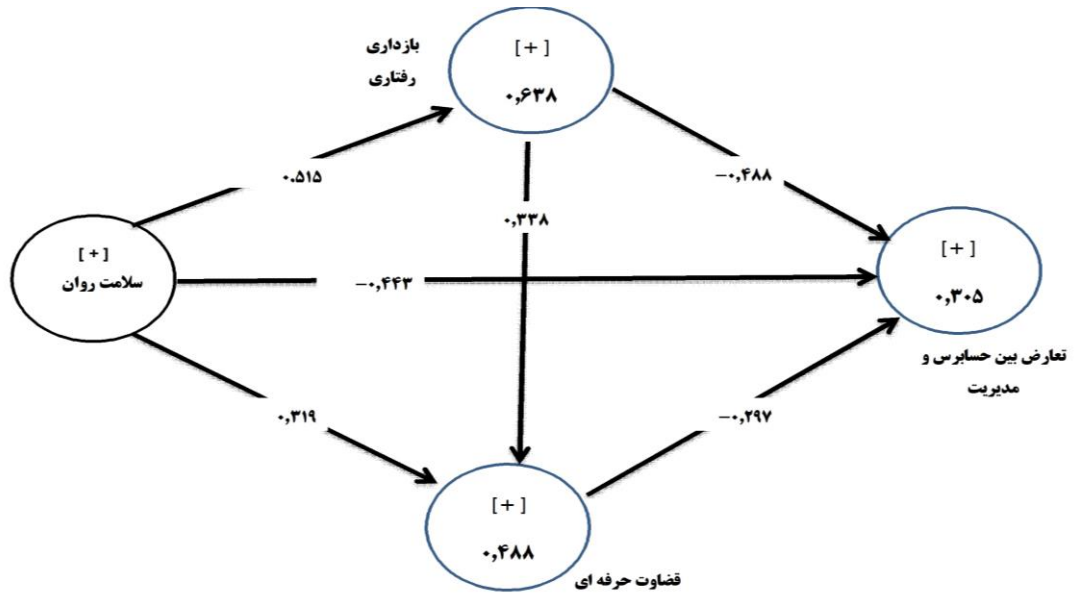 بازداری
رفتاری
[+]
۰,۶۳۸
۰.۵۱۵
−۰,۴۸۸
۰,۳۳۸
[+]
سلامت روان
−۰,۴۴۳
[+]
۰,۳۰۵
تعارض بین حسابرس و
مدیریت
۰,۳۱۹
−۰,۲۹۷
[+]
۰,۴۸۸
قضاوت حرفه ای